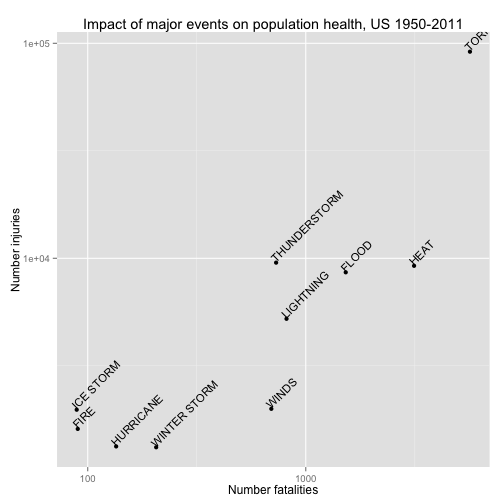 Impact of major events on population health, US 1950-2011
1e+05
1e+04
Number injuries
THUNDERSTORM
LIGHTNING
FLOOD
HEAT
ICE STORM
FIRE
HURRICANE
WINTER STORM
WINDS
100
1000
Number fatalities